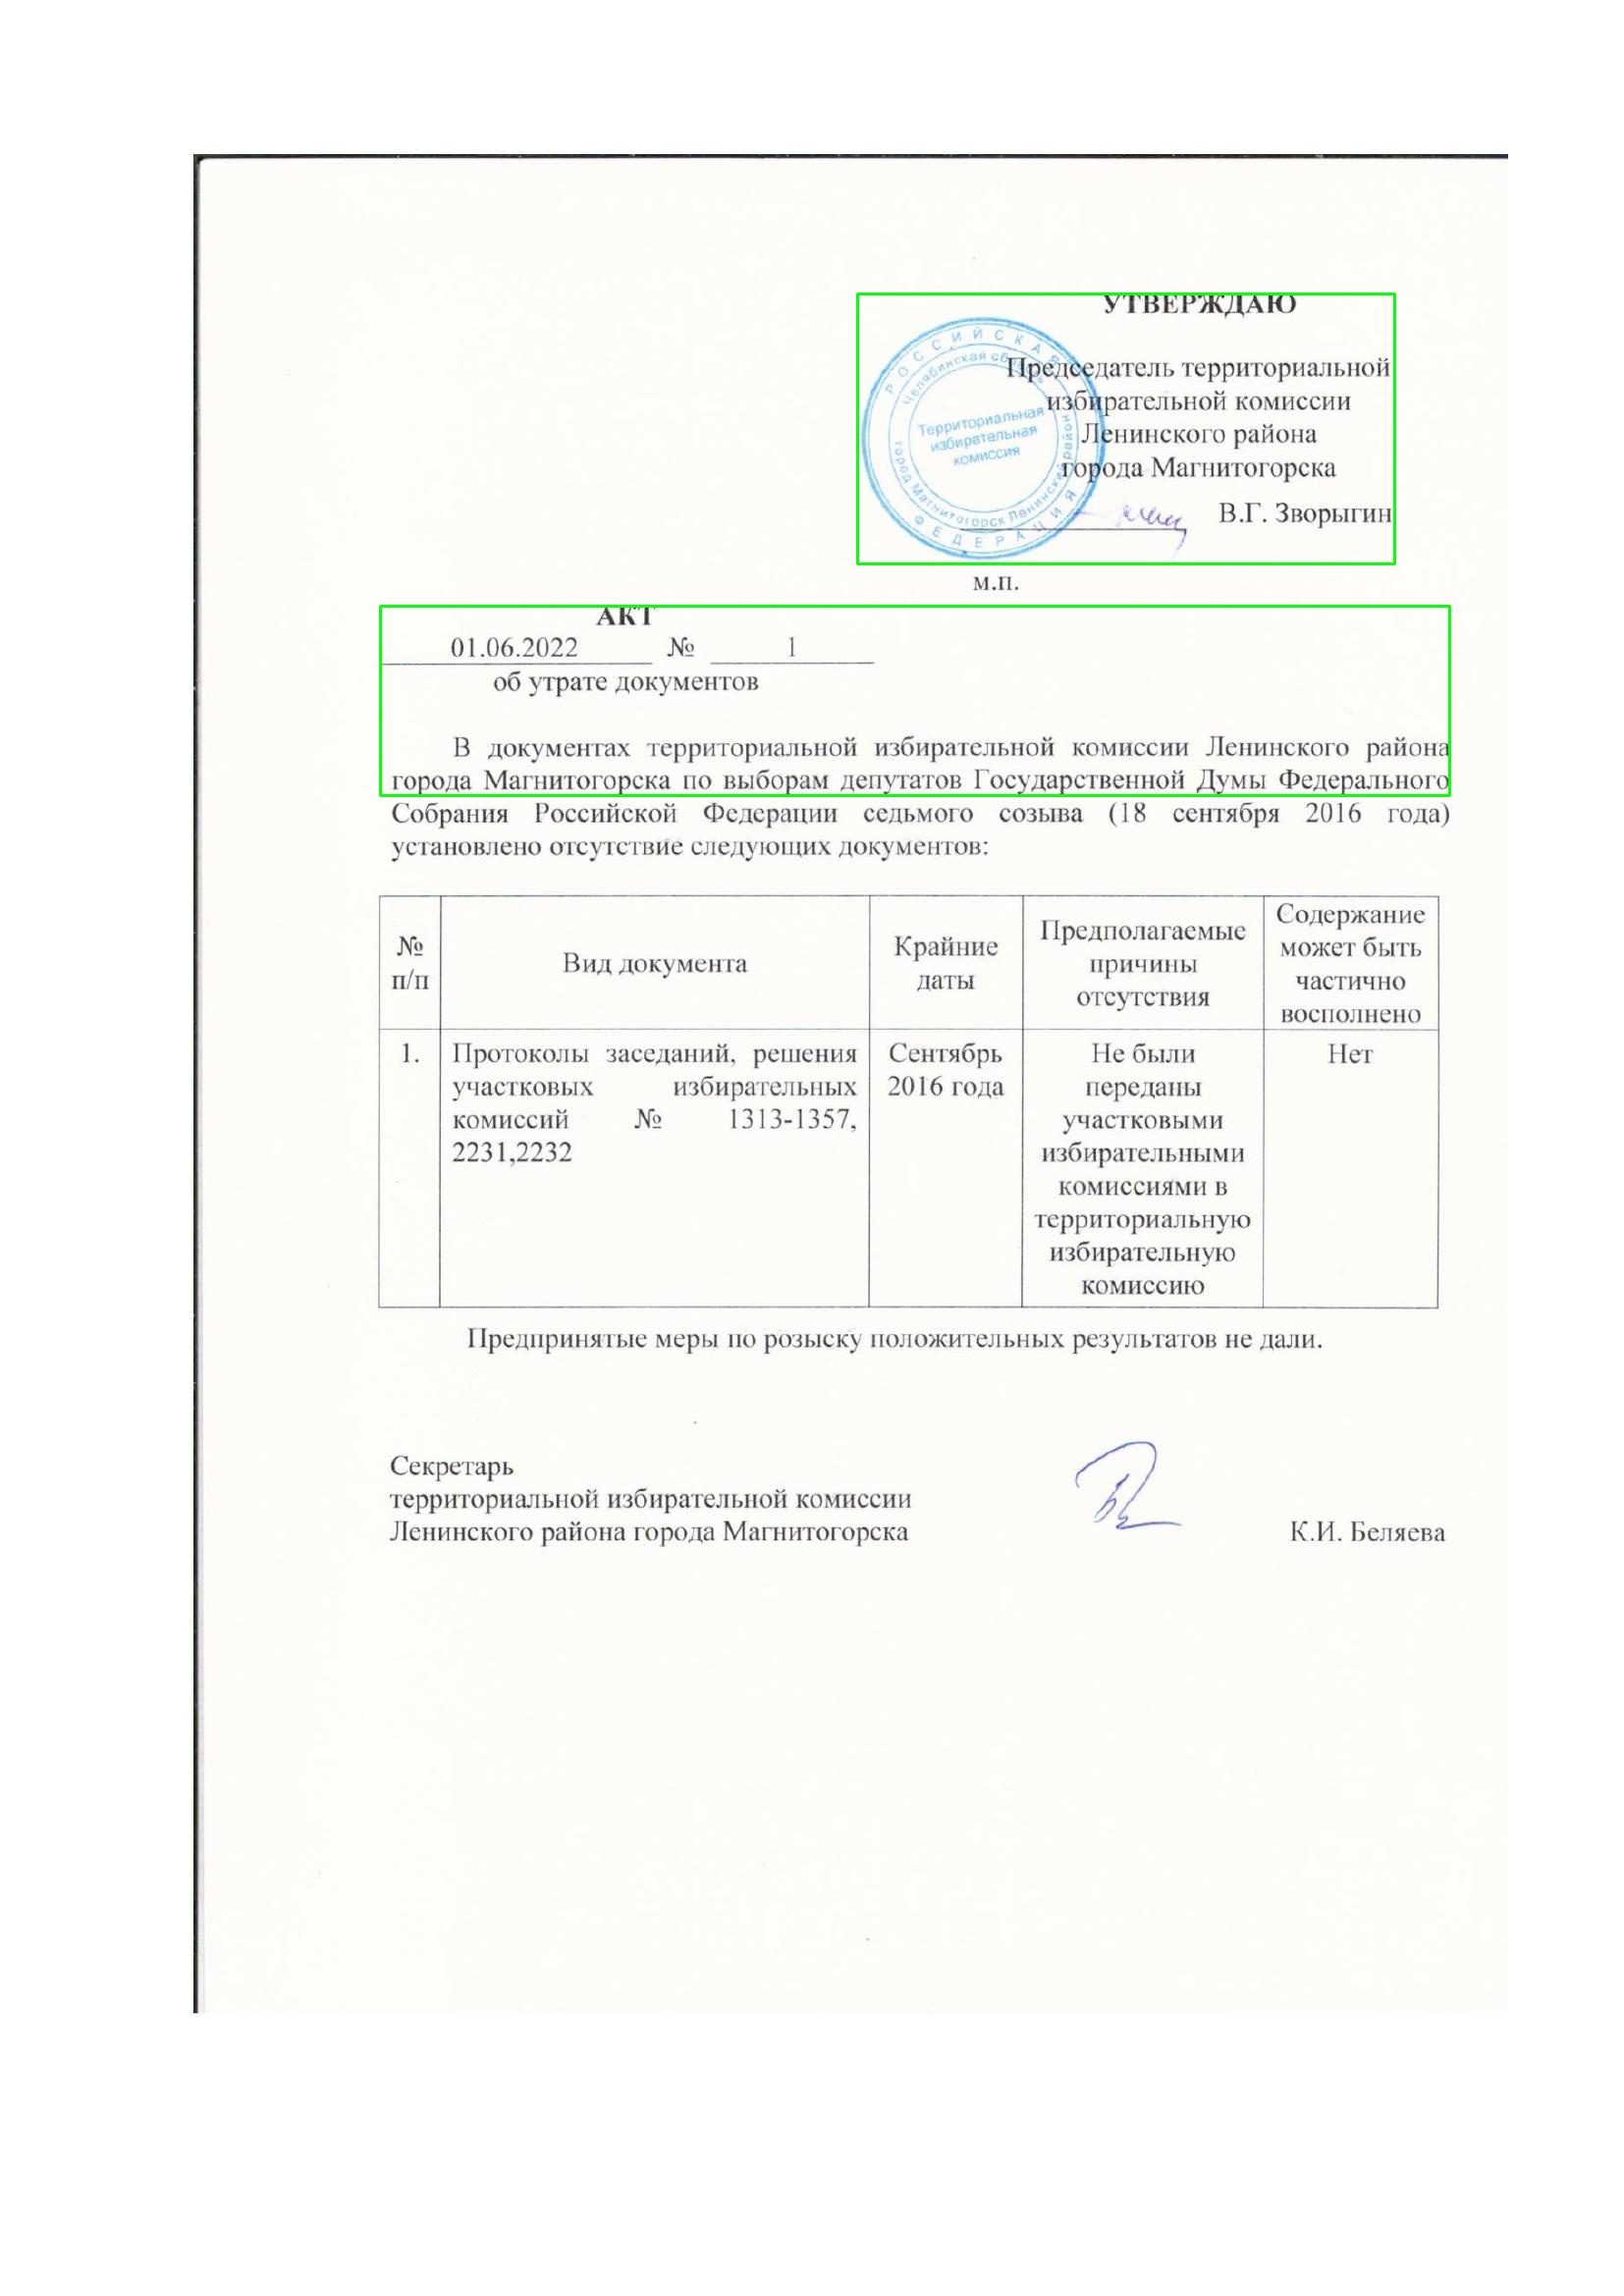 УТВЕРЖДАЮ
Председатель территориальной
избирательной комиссии
Ленинского района
города Магнитогорска
В.Г. Зворыгин
РОССИЙСКАЯ ФЕДЕРАЦИЯ
Челябинская область
город Магнитогорск Ленинский район
Территориальная
избирательная
комиссия
м.п.
АКТ
01.06.2022 № 1
об утрате документов
В документах территориальной избирательной комиссии Ленинского района
города Магнитогорска по выборам депутатов Государственной Думы Федерального
Собрания Российской Федерации седьмого созыва (18 сентября 2016 года)
установлено отсутствие следующих документов:
№
п/п
Вид документа
Крайние
даты
Предполагаемые
причины
отсутствия
Содержание
может быть
частично
восполнено
1.
Протоколы заседаний, решения
участковых избирательных
комиссий № 1313-1357,
2231,2232
Сентябрь
2016 года
Не были
переданы
участковыми
избирательными
комиссиями в
территориальную
избирательную
комиссию
Нет
Предпринятые меры по розыску положительных результатов не дали.
Секретарь
территориальной избирательной комиссии
Ленинского района города Магнитогорска
К.И. Беляева